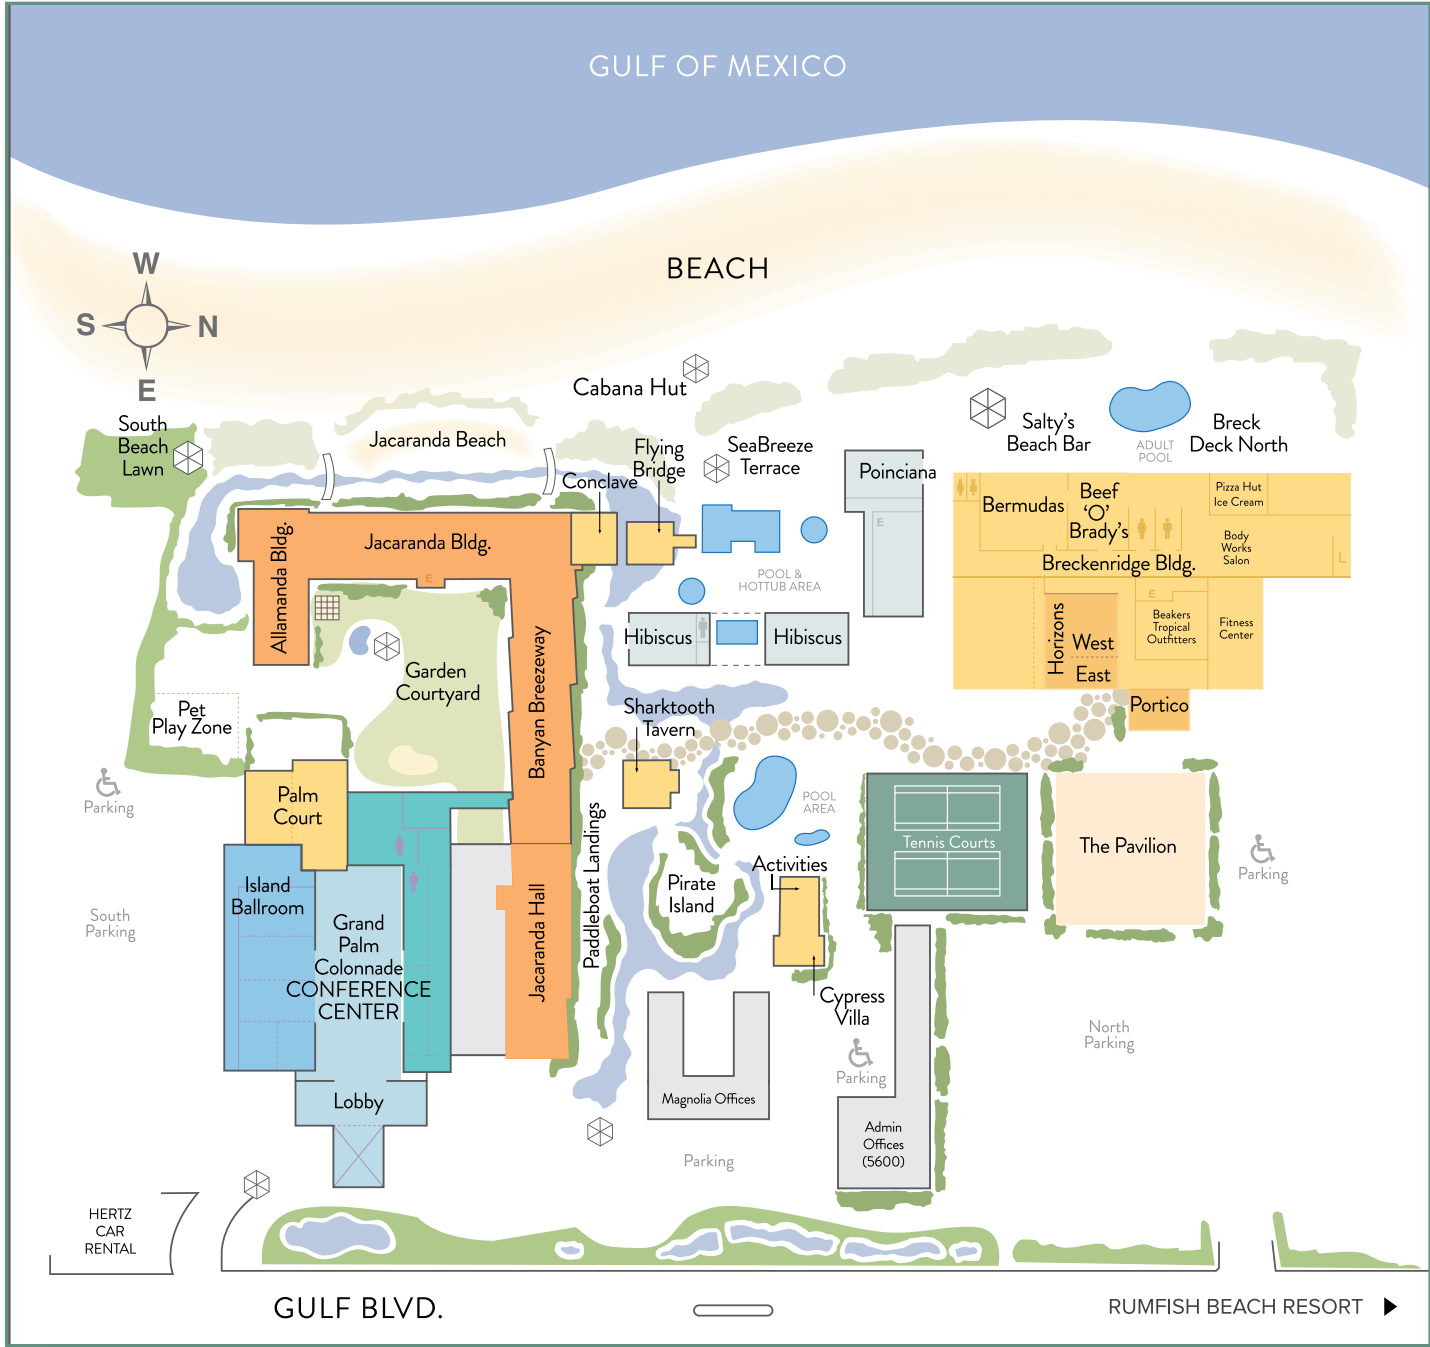 GULF OF MEXICO
BEACH
W
S
N
E
Cabana Hut
South
Beach
Lawn
Jacaranda Beach
Flying
Bridge
Conclave
SeaBreeze
Terrace
Poinciana
E
Salty's
Beach Bar
ADULT
POOL
Breck
Deck North
Bermudas
Beef
'O'
Brady's
Pizza Hut
Ice Cream
Body
Works
Salon
L
Breckenridge Bldg.
E
Horizons
West
East
Beakers
Tropical
Outfitters
Fitness
Center
Portico
Allamanda Bldg.
Jacaranda Bldg.
E
POOL &
HOTTUB AREA
Hibiscus
Hibiscus
Garden
Courtyard
Banyan Breezeway
Sharktooth
Tavern
Pet
Play Zone
Parking
Palm
Court
POOL
AREA
Tennis Courts
The Pavilion
Parking
Paddleboat Landings
Activities
Pirate
Island
Island
Ballroom
South
Parking
Grand
Palm
Colonnade
CONFERENCE
CENTER
Jacaranda Hall
Cypress
Villa
Parking
North
Parking
Lobby
Magnolia Offices
Admin
Offices
(5600)
Parking
HERTZ
CAR
RENTAL
GULF BLVD.
RUMFISH BEACH RESORT